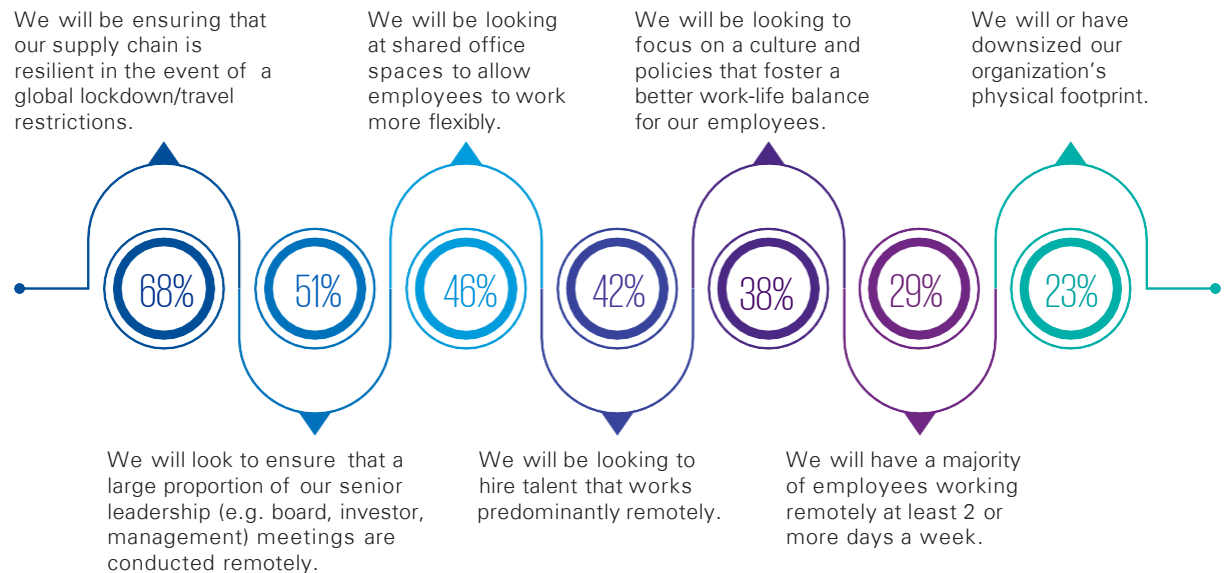 We will be ensuring that
our supply chain is
resilient in the event of a
global lockdown/travel
restrictions.
We will be looking
at shared office
spaces to allow
employees to work
more flexibly.
We will be looking to
focus on a culture and
policies that foster a
better work-life balance
for our employees.
We will or have
downsized our
organization's
physical footprint.
68%
51%
46%
42%
38%
29%
23%
We will look to ensure that a
large proportion of our senior
leadership (e.g. board, investor,
management) meetings are
conducted remotely.
We will be looking to
hire talent that works
predominantly remotely.
We will have a majority
of employees working
remotely at least 2 or
more days a week.